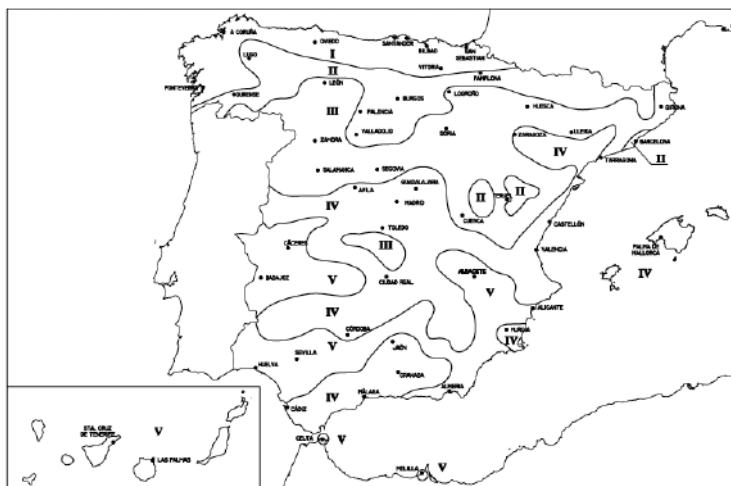 A CORUÑA
OVIEDO
SANTANDER
BILBAO
SAN
SEBASTIAN
LUGO
I
VITORIA
II
PAMPLONA
PONTEVEDRA
OURENSE
LEÓN
BURGOS
LOGROÑO
HUESCA
GIRONA
III
PALENCIA
ZAMORA
VALLADOLID
SORIA
ZARAGOZA
LLEIDA
BARCELONA
IV
TARRAGONA
II
SALAMANCA
SEGOVIA
AVILA
GUADALAJARA
IV
MADRID
II
II
TERUEL
CUENCA
CASTELLÓN
TOLEDO
CÁCERES
III
VALENCIA
PALMA DE
MALLORCA
IV
BADAJOZ
V
CIUDAD REAL
ALBACETE
V
IV
ALICANTE
CÓRDOBA
MURCIA
IV
V
JAÉN
SEVILLA
HUELVA
GRANADA
IV
MÁLAGA
ALMERIA
CÁDIZ
STA. CRUZ
DE TENERIFE
V
LAS PALMAS
CEUTA
V
MELILLA
V